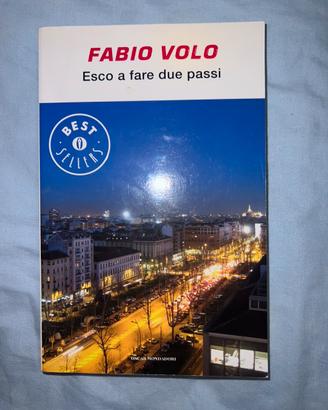 FABIO VOLO
Esco a fare due passi
BEST
SELLERS
OSCAR MONDADORI